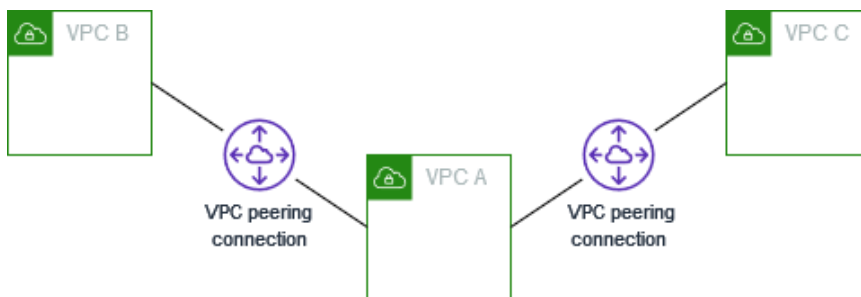 VPC B
VPC C
VPC A
VPC peering
connection
VPC peering
connection